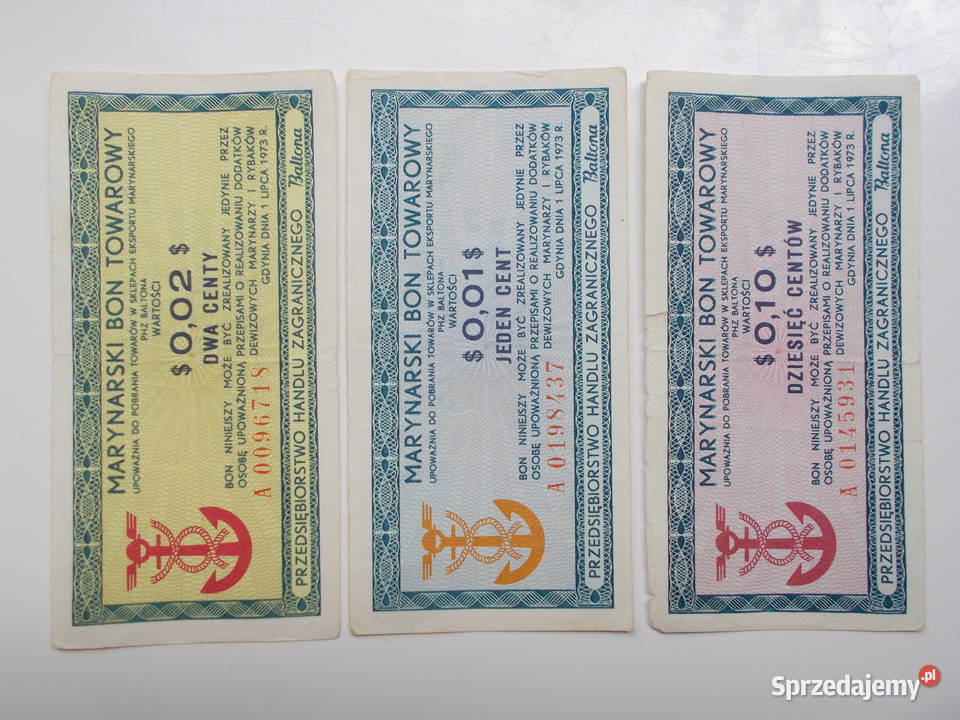 MARYNARSKI BON TOWAROWY
UPOWAŻNIA DO POBRANIA TOWARÓW W SKLEPACH EKSPORTU MARYNARSKIEGO
PHZ BALTONA
WARTOŚCI
$ 0,02 $
DWA CENTY
BON NINIEJSZY MOŻE BYĆ ZREALIZOWANY JEDYNIE PRZEZ
OSOBĘ UPOWAŻNIONĄ PRZEPISAMI O REALIZOWANIU DODATKÓW
DEWIZOWYCH MARYNARZY I RYBAKÓW
A 0096718
GDYNIA DNIA 1 LIPCA 1973 R.
PRZEDSIĘBIORSTWO HANDLU ZAGRANICZNEGO Baltona
MARYNARSKI BON TOWAROWY
UPOWAŻNIA DO POBRANIA TOWARÓW W SKLEPACH EKSPORTU MARYNARSKIEGO
PHZ BALTONA
WARTOŚCI
$ 0,01 $
JEDEN CENT
BON NINIEJSZY MOŻE BYĆ ZREALIZOWANY JEDYNIE PRZEZ
OSOBĘ UPOWAŻNIONĄ PRZEPISAMI O REALIZOWANIU DODATKÓW
DEWIZOWYCH MARYNARZY I RYBAKÓW
A 0198437
GDYNIA DNIA 1 LIPCA 1973 R.
PRZEDSIĘBIORSTWO HANDLU ZAGRANICZNEGO Baltona
MARYNARSKI BON TOWAROWY
UPOWAŻNIA DO POBRANIA TOWARÓW W SKLEPACH EKSPORTU MARYNARSKIEGO
PHZ BALTONA
WARTOŚCI
$ 0,10 $
DZIESIĘĆ CENTÓW
BON NINIEJSZY MOŻE BYĆ ZREALIZOWANY JEDYNIE PRZEZ
OSOBĘ UPOWAŻNIONĄ PRZEPISAMI O REALIZOWANIU DODATKÓW
DEWIZOWYCH MARYNARZY I RYBAKÓW
A 0145931
GDYNIA DNIA 1 LIPCA 1973 R.
PRZEDSIĘBIORSTWO HANDLU ZAGRANICZNEGO Baltona
Sprzedajemy.pl